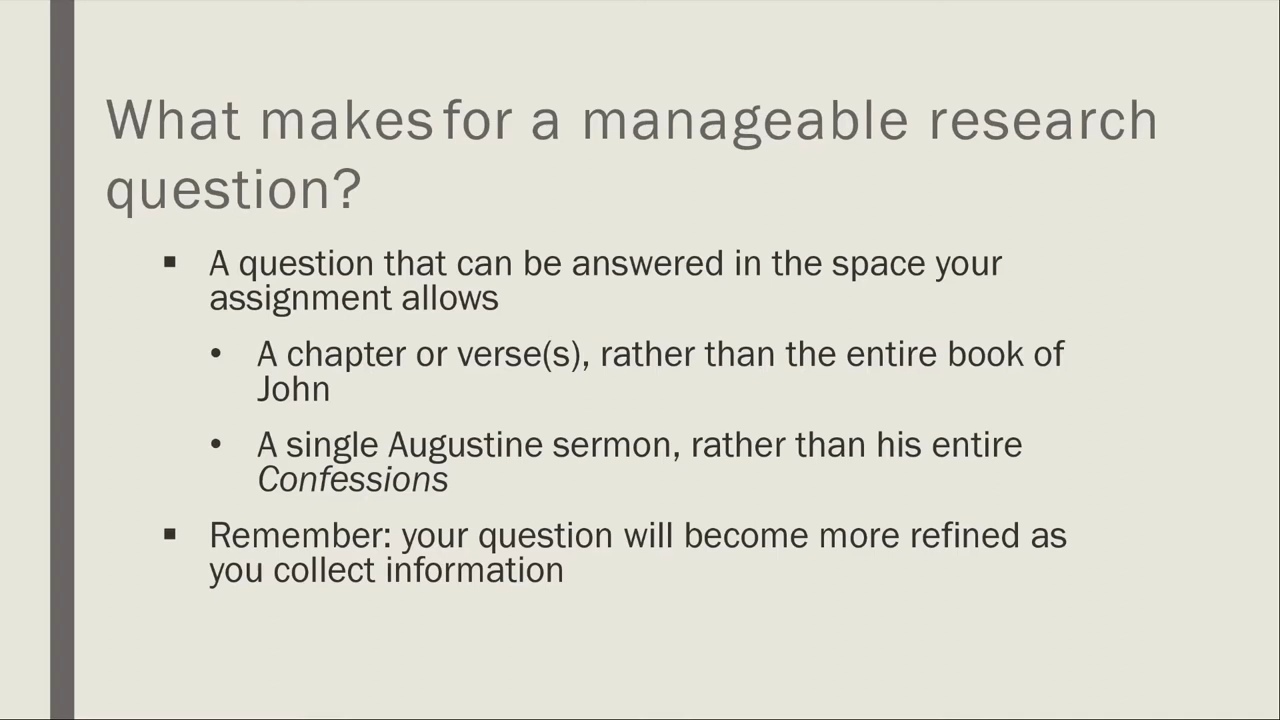 What makes for a manageable research
question?
▪ A question that can be answered in the space your
assignment allows
• A chapter or verse(s), rather than the entire book of
John
• A single Augustine sermon, rather than his entire
Confessions
▪ Remember: your question will become more refined as
you collect information